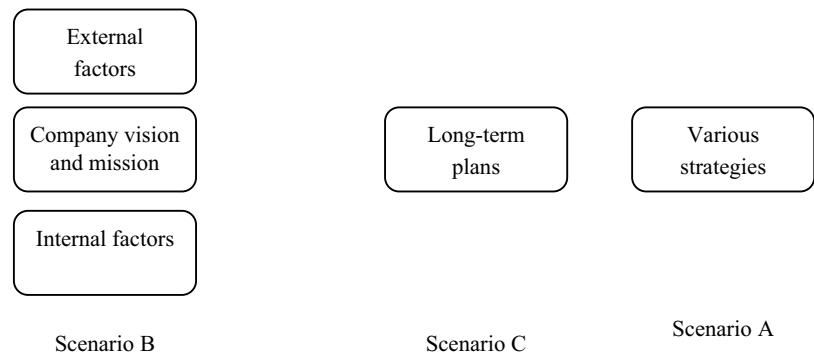 External
factors
Company vision
and mission
Internal factors
Long-term
plans
Various
strategies
Scenario B
Scenario C
Scenario A